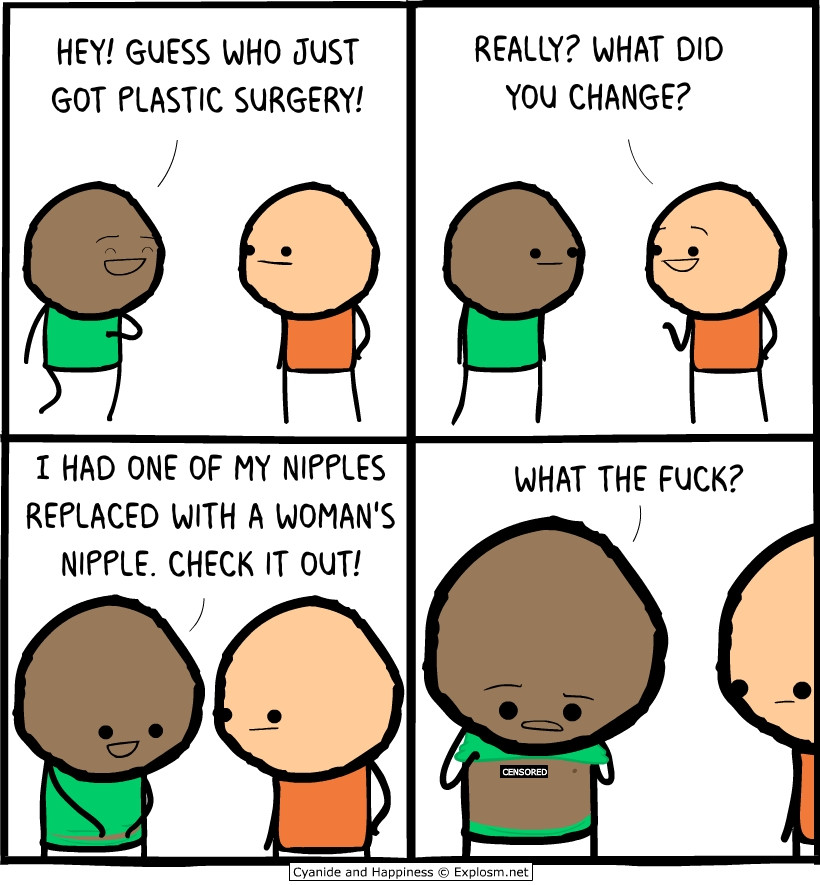 HEY! GUESS WHO JUST
GOT PLASTIC SURGERY!
REALLY? WHAT DID
YOU CHANGE?
I HAD ONE OF MY NIPPLES
REPLACED WITH A WOMAN'S
NIPPLE. CHECK IT OUT!
WHAT THE FUCK?
CENSORED
Cyanide and Happiness © Explosm.net